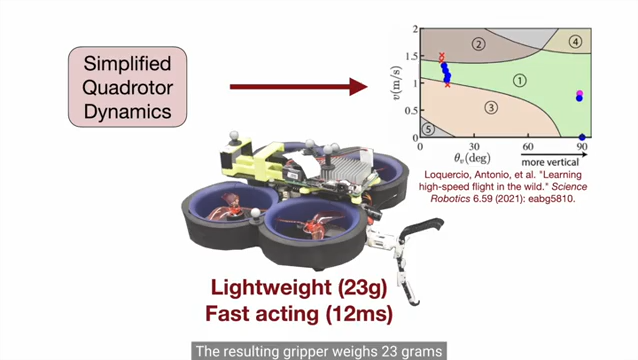 Simplified
Quadrotor
Dynamics
2
1.5
1
0.5
0
v(m/s)
②
④
①
③
⑤
0
30
60
90
θv(deg)
more vertical
Loquercio, Antonio, et al. "Learning
high-speed flight in the wild." Science
Robotics 6.59 (2021): eabg5810.
Lightweight (23g)
Fast acting (12ms)
The resulting gripper weighs 23 grams